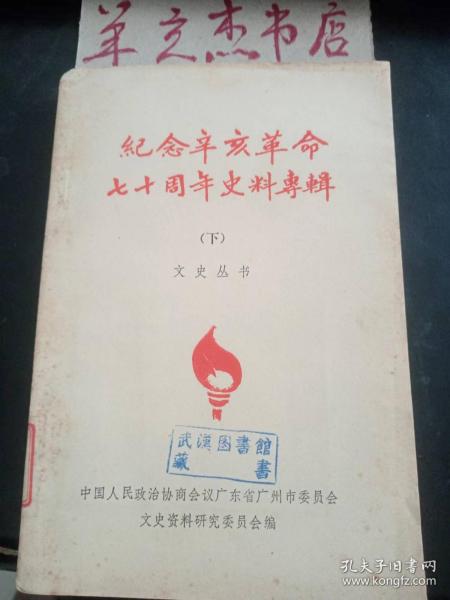 羊立杰书店
紀念辛亥革命
七十周年史料專輯
（下）
文史丛书
武漢图書館
藏書
中国人民政治协商会议广东省广州市委员会
文史资料研究委员会编
孔夫子旧书网
www.kongfz.com